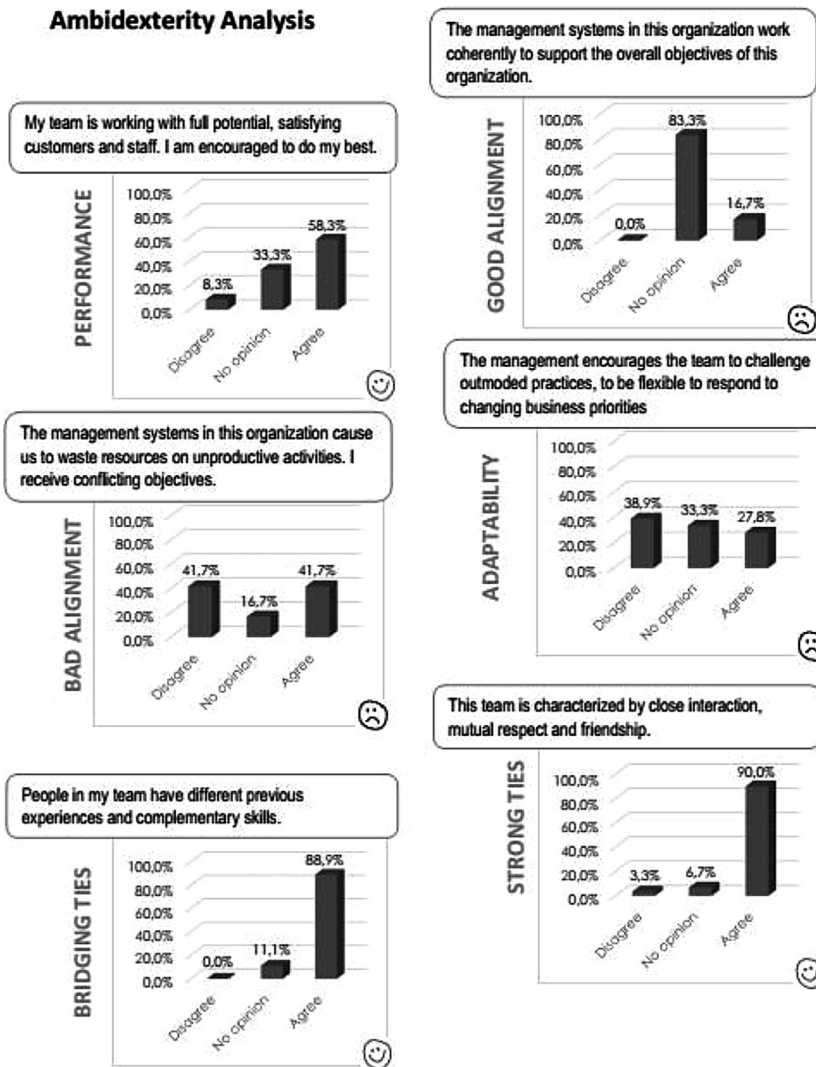 Ambidexterity Analysis
My team is working with full potential, satisfying
customers and staff. I am encouraged to do my best.
PERFORMANCE
100,0%
80,0%
60,0%
40,0%
20,0%
0,0%
8,3%
33,3%
58,3%
Disagree
No opinion
Agree
The management systems in this organization work
coherently to support the overall objectives of this
organization.
GOOD ALIGNMENT
100,0%
80,0%
60,0%
40,0%
20,0%
0,0%
0,0%
83,3%
16,7%
Disagree
No opinion
Agree
The management systems in this organization cause
us to waste resources on unproductive activities. I
receive conflicting objectives.
BAD ALIGNMENT
100,0%
80,0%
60,0%
40,0%
20,0%
0,0%
41,7%
16,7%
41,7%
Disagree
No opinion
Agree
The management encourages the team to challenge
outmoded practices, to be flexible to respond to
changing business priorities
ADAPTABILITY
100,0%
80,0%
60,0%
40,0%
20,0%
0,0%
38,9%
33,3%
27,8%
Disagree
No opinion
Agree
People in my team have different previous
experiences and complementary skills.
BRIDGING TIES
100,0%
80,0%
60,0%
40,0%
20,0%
0,0%
0,0%
11,1%
88,9%
Disagree
No opinion
Agree
This team is characterized by close interaction,
mutual respect and friendship.
STRONG TIES
100,0%
80,0%
60,0%
40,0%
20,0%
0,0%
3,3%
6,7%
90,0%
Disagree
No opinion
Agree